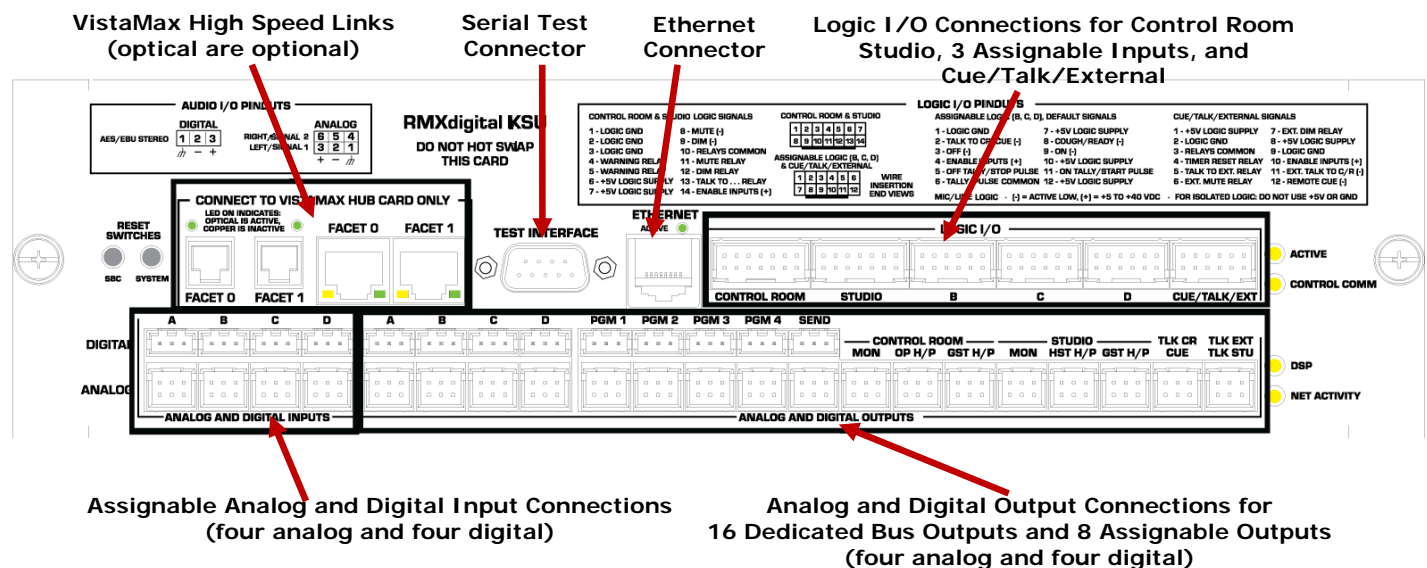 VistaMax High Speed Links
(optical are optional)
Serial Test
Connector
Ethernet
Connector
Logic I/O Connections for Control Room
Studio, 3 Assignable Inputs, and
Cue/Talk/External
AUDIO I/O PINOUTS
DIGITAL
AES/EBU STEREO 1 2 3
- +
ANALOG
RIGHT/SIGNAL 2 6 5 4
LEFT/SIGNAL 1 3 2 1
+ -
RMXdigital KSU
DO NOT HOT SWAP
THIS CARD
LOGIC I/O PINOUTS
CONTROL ROOM & STUDIO LOGIC SIGNALS
1 - LOGIC GND 8 - MUTE (-)
2 - LOGIC GND 9 - DIM (-)
3 - LOGIC GND 10 - RELAYS COMMON
4 - WARNING RELAY 11 - MUTE RELAY
5 - WARNING RELAY 12 - DIM RELAY
6 - +5V LOGIC SUPPLY 13 - TALK TO . . . RELAY
7 - +5V LOGIC SUPPLY 14 - ENABLE INPUTS (+)
CONTROL ROOM & STUDIO
1 2 3 4 5 6 7
8 9 10 11 12 13 14
ASSIGNABLE LOGIC (B, C, D)
& CUE/TALK/EXTERNAL
1 2 3 4 5 6
7 8 9 10 11 12
WIRE
INSERTION
END VIEWS
ASSIGNABLE LOGIC (B, C, D), DEFAULT SIGNALS
1 - LOGIC GND 7 - +5V LOGIC SUPPLY
2 - TALK TO CR/CUE (-) 8 - COUGH/READY (-)
3 - OFF (-) 9 - ON (-)
4 - ENABLE INPUTS (+) 10 - +5V LOGIC SUPPLY
5 - OFF TALLY/STOP PULSE 11 - ON TALLY/START PULSE
6 - TALLY/PULSE COMMON 12 - +5V LOGIC SUPPLY
CUE/TALK/EXTERNAL SIGNALS
1 - +5V LOGIC SUPPLY 7 - EXT. DIM RELAY
2 - LOGIC GND 8 - +5V LOGIC SUPPLY
3 - RELAYS COMMON 9 - LOGIC GND
4 - TIMER RESET RELAY 10 - ENABLE INPUTS (+)
5 - TALK TO EXT. RELAY 11 - EXT. TALK TO C/R (-)
6 - EXT. MUTE RELAY 12 - REMOTE CUE (-)
MIC/LINE LOGIC · (-) = ACTIVE LOW, (+) = +5 TO +40 VDC · FOR ISOLATED LOGIC: DO NOT USE +5V OR GND
CONNECT TO VISTAMAX HUB CARD ONLY
LED ON INDICATES:
OPTICAL IS ACTIVE,
COPPER IS INACTIVE
FACET 0 FACET 1
FACET 0 FACET 1
RESET
SWITCHES
SBC SYSTEM
TEST INTERFACE
ETHERNET
ACTIVE
LOGIC I/O
CONTROL ROOM STUDIO B C D CUE/TALK/EXT
ACTIVE
CONTROL COMM
A B C D A B C D PGM 1 PGM 2 PGM 3 PGM 4 SEND
DIGITAL
CONTROL ROOM
MON OP H/P GST H/P
STUDIO
MON HST H/P GST H/P
TLK CR
CUE
TLK EXT
TLK STU
DSP
ANALOG
NET ACTIVITY
ANALOG AND DIGITAL INPUTS
ANALOG AND DIGITAL OUTPUTS
Assignable Analog and Digital Input Connections
(four analog and four digital)
Analog and Digital Output Connections for
16 Dedicated Bus Outputs and 8 Assignable Outputs
(four analog and four digital)